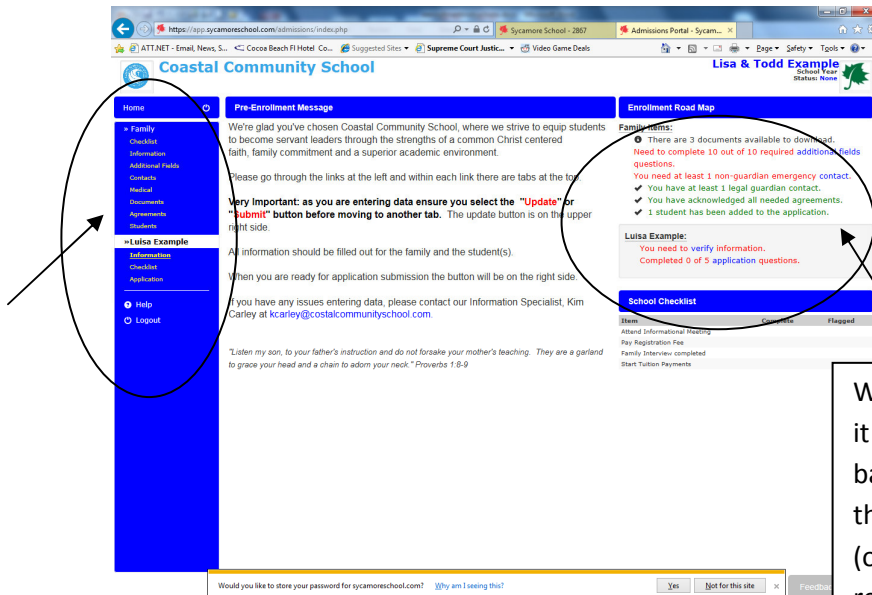 https://app.sycamoreschool.com/admissions/index.php
Sycamore School - 2867
Admissions Portal - Sycam...
ATT.NET - Email, News, S...
Cocoa Beach Fl Hotel Co...
Suggested Sites
Supreme Court Justic...
Video Game Deals
Page
Safety
Tools
Coastal Community School
Lisa & Todd Example
School Year
Status: None
Home
» Family
Checklist
Information
Additional Fields
Contacts
Medical
Documents
Agreements
Students
»Luisa Example
Information
Checklist
Application
Help
Logout
Pre-Enrollment Message
We're glad you've chosen Coastal Community School, where we strive to equip students
to become servant leaders through the strengths of a common Christ centered
faith, family commitment and a superior academic environment.
Please go through the links at the left and within each link there are tabs at the top.
Very Important: as you are entering data ensure you select the "Update" or
"Submit" button before moving to another tab. The update button is on the upper
right side.
All information should be filled out for the family and the student(s).
When you are ready for application submission the button will be on the right side.
If you have any issues entering data, please contact our Information Specialist, Kim
Carley at kcarley@costalcommunityschool.com.
"Listen my son, to your father's instruction and do not forsake your mother's teaching. They are a garland
to grace your head and a chain to adorn your neck." Proverbs 1:8-9
Enrollment Road Map
Family Items:
There are 3 documents available to download.
Need to complete 10 out of 10 required additional fields
questions.
You need at least 1 non-guardian emergency contact.
You have at least 1 legal guardian contact.
You have acknowledged all needed agreements.
1 student has been added to the application.
Luisa Example:
You need to verify information.
Completed 0 of 5 application questions.
School Checklist
Item Complete Flagged
Attend Informational Meeting
Pay Registration Fee
Family Interview completed
Start Tuition Payments
W
it
ba
th
Would you like to store your password for sycamoreschool.com? Why am I seeing this?
Yes
Not for this site